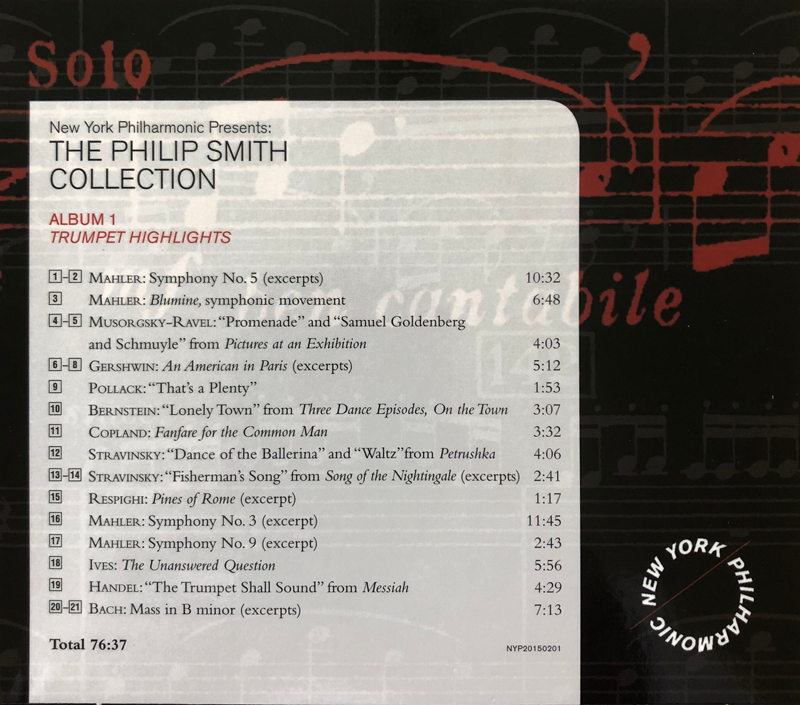 Solo
New York Philharmonic Presents:
THE PHILIP SMITH
COLLECTION
ALBUM 1
TRUMPET HIGHLIGHTS
1–2 MAHLER: Symphony No. 5 (excerpts) 10:32
3 MAHLER: Blumine, symphonic movement 6:48
4–5 MUSORGSKY-RAVEL: “Promenade” and “Samuel Goldenberg
and Schmuyle” from Pictures at an Exhibition 4:03
6–8 GERSHWIN: An American in Paris (excerpts) 5:12
9 POLLACK: “That’s a Plenty” 1:53
10 BERNSTEIN: “Lonely Town” from Three Dance Episodes, On the Town 3:07
11 COPLAND: Fanfare for the Common Man 3:32
12 STRAVINSKY: “Dance of the Ballerina” and “Waltz”from Petrushka 4:06
13–14 STRAVINSKY: “Fisherman’s Song” from Song of the Nightingale (excerpts) 2:41
15 RESPIGHI: Pines of Rome (excerpt) 1:17
16 MAHLER: Symphony No. 3 (excerpt) 11:45
17 MAHLER: Symphony No. 9 (excerpt) 2:43
18 IVES: The Unanswered Question 5:56
19 HANDEL: “The Trumpet Shall Sound” from Messiah 4:29
20–21 BACH: Mass in B minor (excerpts) 7:13
Total 76:37
NYP20150201
cantabile
NEW YORK PHILHARMONIC